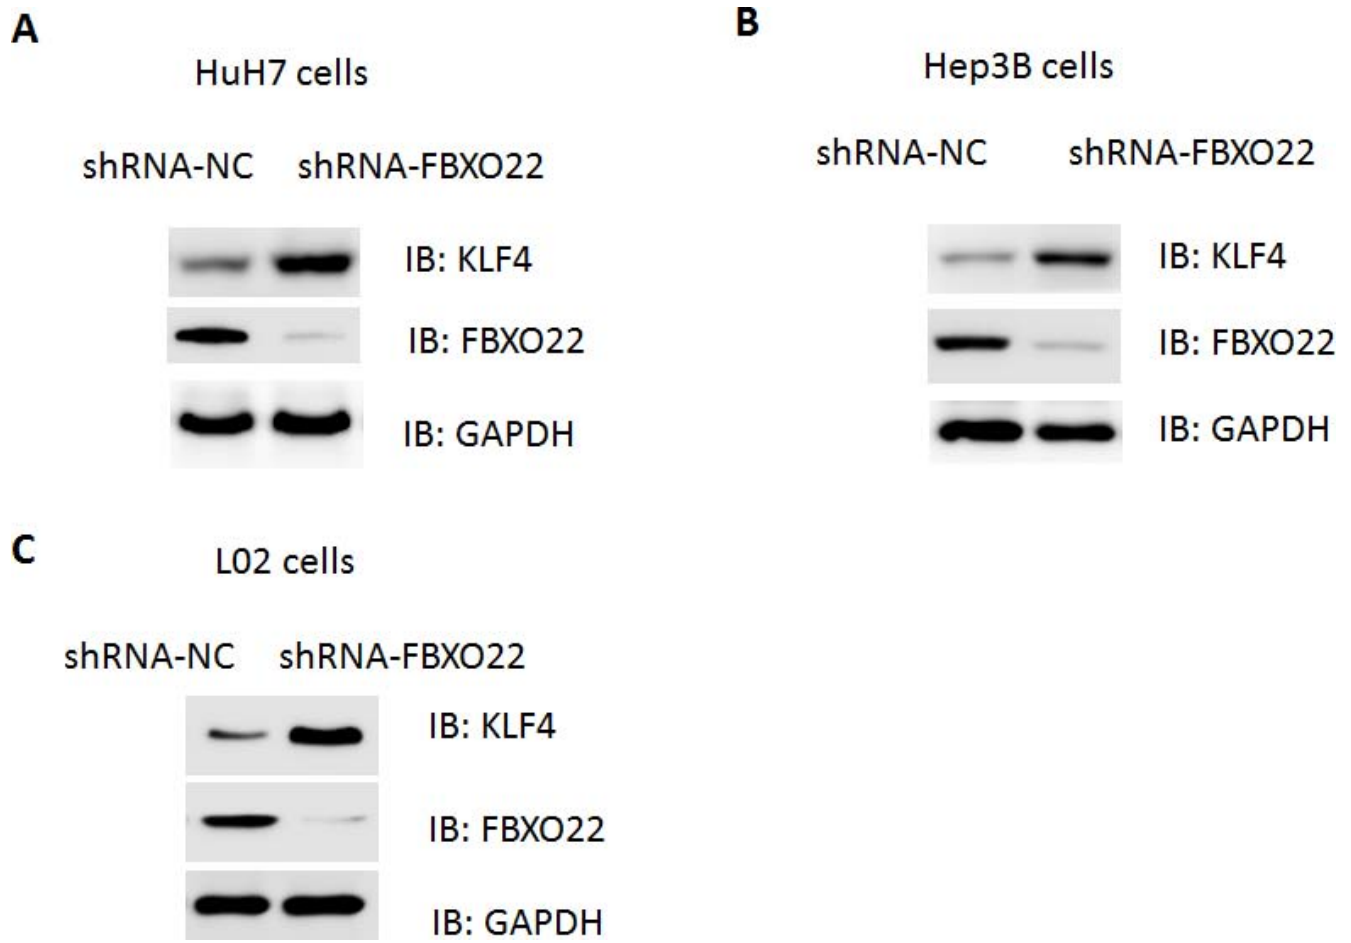 A
HuH7 cells
shRNA-NC shRNA-FBXO22
IB: KLF4
IB: FBXO22
IB: GAPDH
B
Hep3B cells
shRNA-NC shRNA-FBXO22
IB: KLF4
IB: FBXO22
IB: GAPDH
C
L02 cells
shRNA-NC shRNA-FBXO22
IB: KLF4
IB: FBXO22
IB: GAPDH